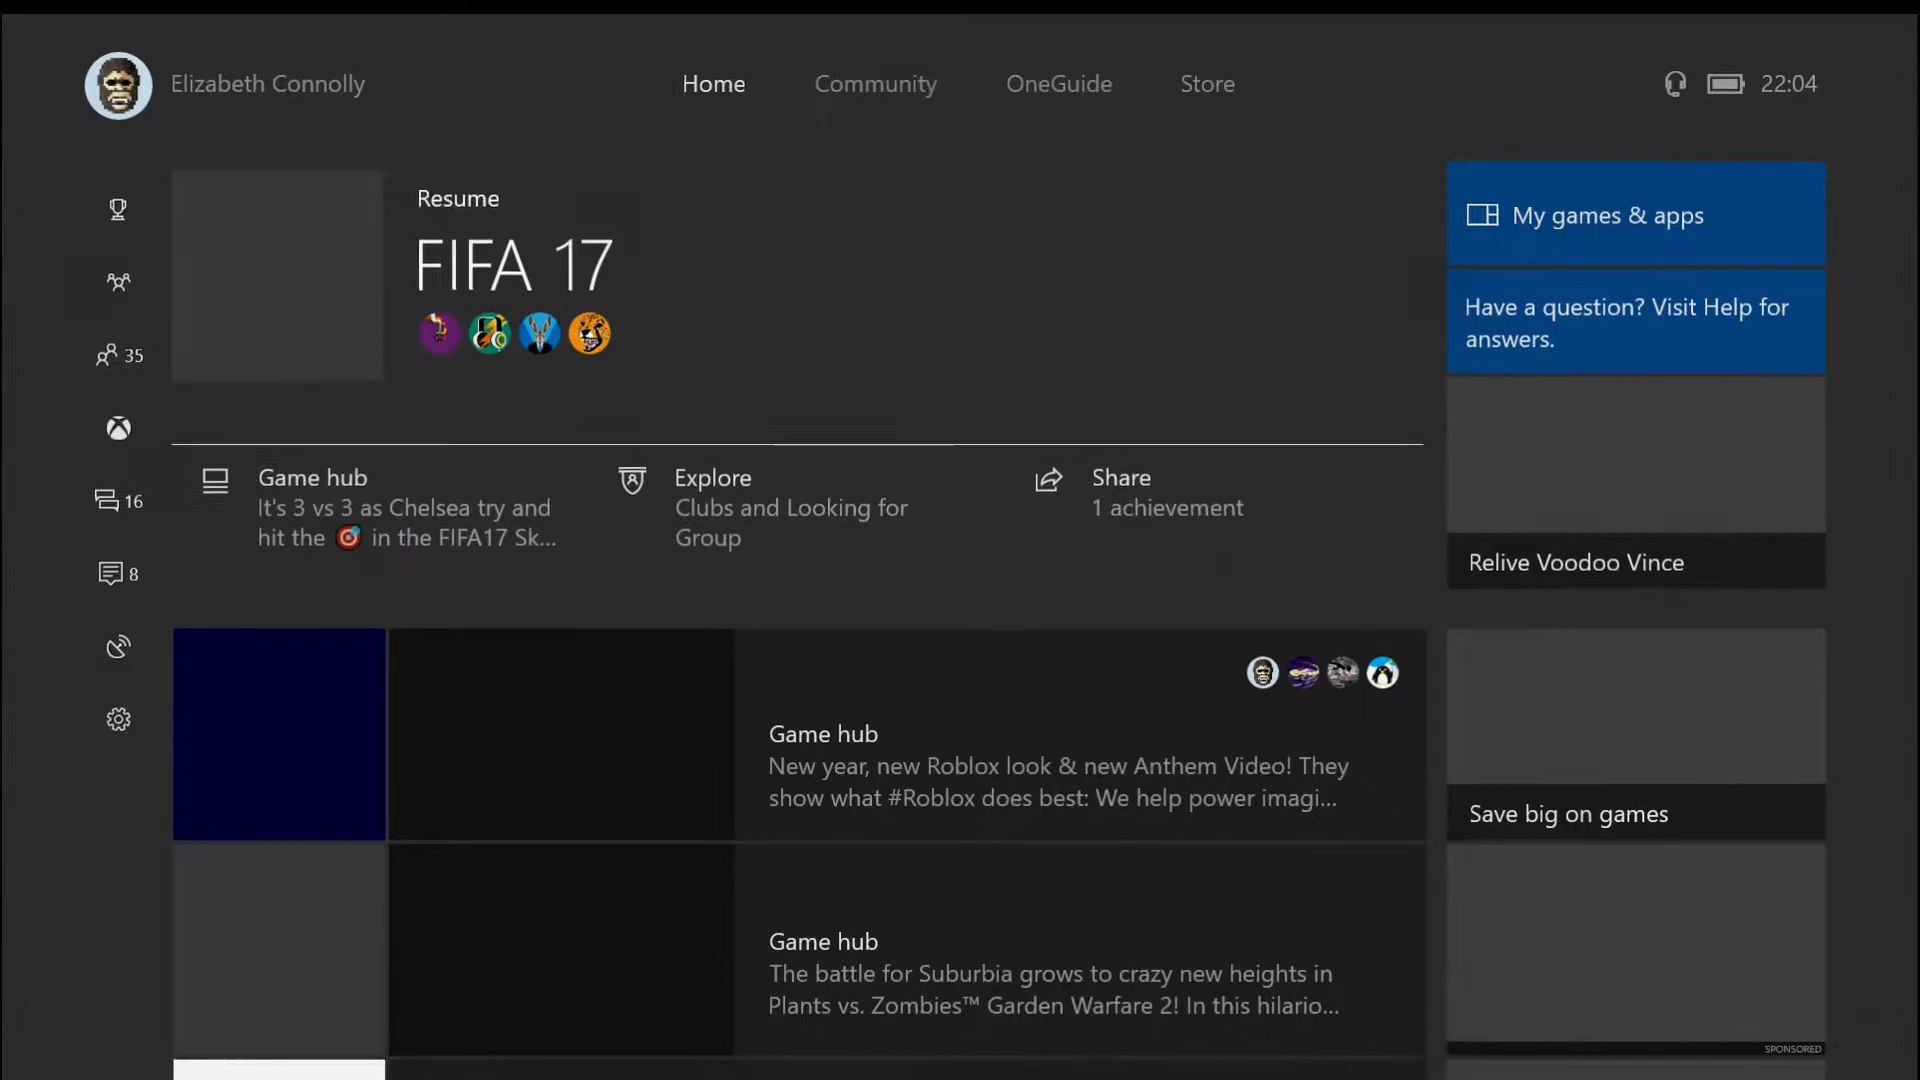 Elizabeth Connolly
Home
Community
OneGuide
Store
22:04
Resume
FIFA 17
My games & apps
Have a question? Visit Help for
answers.
35
Game hub
It's 3 vs 3 as Chelsea try and
hit the 🎯 in the FIFA17 Sk...
Explore
Clubs and Looking for
Group
Share
1 achievement
16
8
Relive Voodoo Vince
Game hub
New year, new Roblox look & new Anthem Video! They
show what #Roblox does best: We help power imagi...
Save big on games
Game hub
The battle for Suburbia grows to crazy new heights in
Plants vs. Zombies™ Garden Warfare 2! In this hilario...
SPONSORED